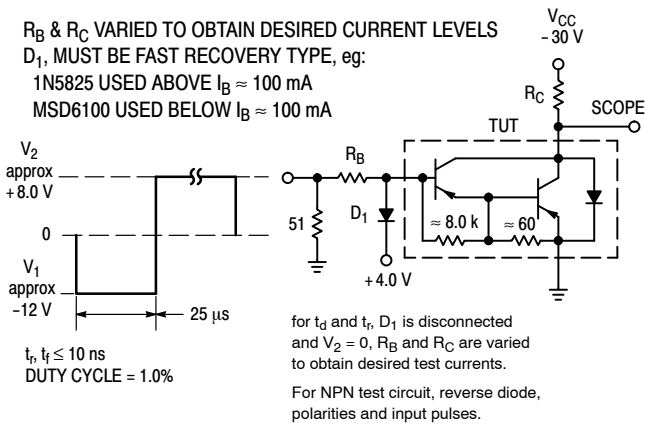 R_B & R_C VARIED TO OBTAIN DESIRED CURRENT LEVELS
D_1, MUST BE FAST RECOVERY TYPE, eg:
1N5825 USED ABOVE I_B ≈ 100 mA
MSD6100 USED BELOW I_B ≈ 100 mA
V_CC
- 30 V
R_C
SCOPE
TUT
V_2
approx
+8.0 V
0
V_1
approx
-12 V
25 μs
t_r, t_f ≤ 10 ns
DUTY CYCLE = 1.0%
R_B
51
D_1
+ 4.0 V
≈ 8.0 k
≈ 60
for t_d and t_r, D_1 is disconnected
and V_2 = 0, R_B and R_C are varied
to obtain desired test currents.
For NPN test circuit, reverse diode,
polarities and input pulses.